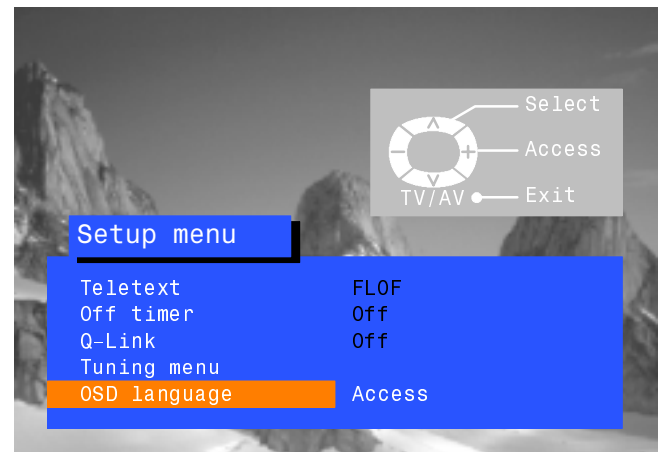 Select
Access
TV/AV Exit
Setup menu
Teletext FLOF
Off timer Off
Q-Link Off
Tuning menu
OSD language Access